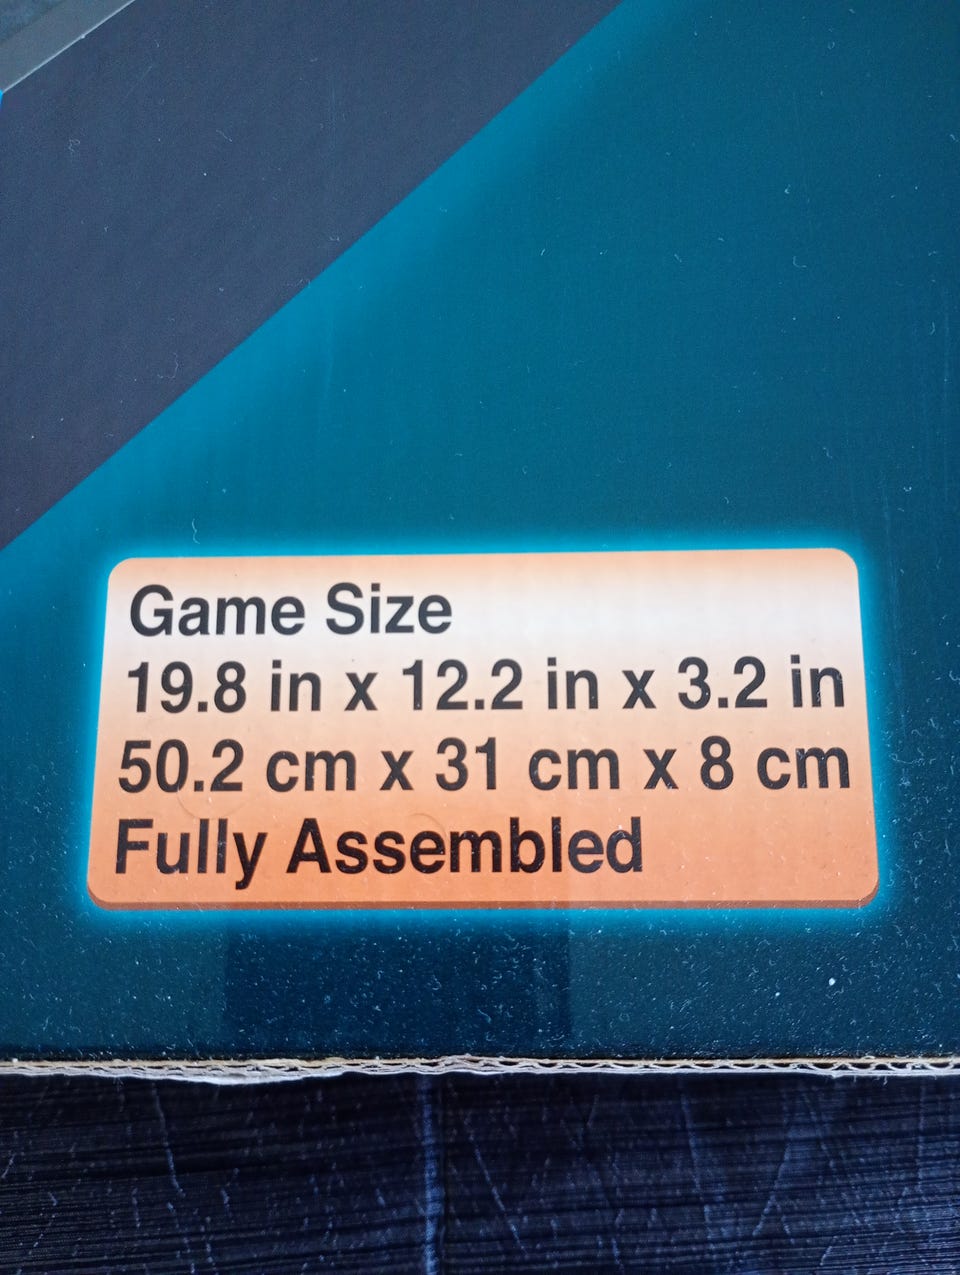 Game Size
19.8 in x 12.2 in x 3.2 in
50.2 cm x 31 cm x 8 cm
Fully Assembled